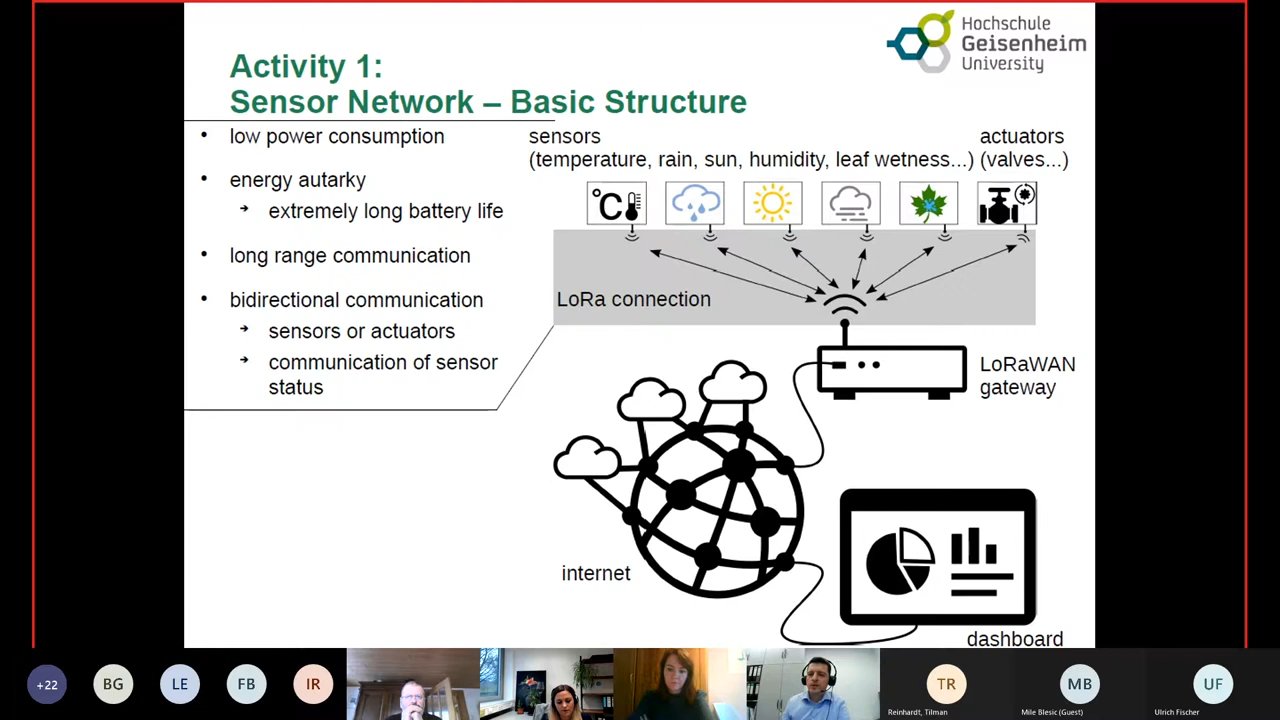 Hochschule
Geisenheim
University
Activity 1:
Sensor Network – Basic Structure
• low power consumption
• energy autarky
➔ extremely long battery life
• long range communication
• bidirectional communication
➔ sensors or actuators
➔ communication of sensor
status
sensors
(temperature, rain, sun, humidity, leaf wetness...)
actuators
(valves...)
°C
LoRa connection
LoRaWAN
gateway
internet
dashboard
+22
BG
LE
FB
IR
TR
Reinhardt, Tilman
MB
Mile Blesic (Guest)
UF
Ulrich Fischer